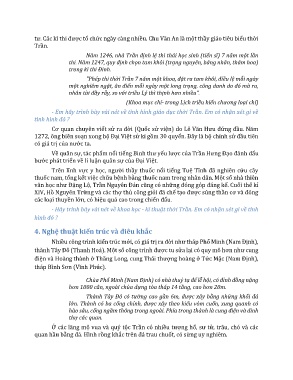 tư. Các kì thi được tổ chức ngày càng nhiều. Chu Văn An là một thầy giáo tiêu biểu thời
Trần.
Năm 1246, nhà Trần định lệ thi thái học sinh (tiến sĩ) 7 năm một lần
thi. Năm 1247, quy định chọn tam khôi (trạng nguyên, bảng nhãn, thám hoa)
trong kì thi Đình.
"Phép thi thời Trần 7 năm một khoa, đặt ra tam khôi, điều lệ mỗi ngày
một nghiêm ngặt, ân điển mỗi ngày một long trọng, công danh do đó mà ra,
nhân tài đầy rẫy, so với triều Lý thì thịnh hơn nhiều".
(Khoa mục chí- trong Lịch triều hiến chương loại chí)
- Em hãy trình bày vài nét về tình hình giáo dục thời Trần. Em có nhận xét gì về
tình hình đó ?
Cơ quan chuyên viết sử ra đời (Quốc sử viện) do Lê Văn Hưu đứng đầu. Năm
1272, ông biên soạn xong bộ Đại Việt sử kí gồm 30 quyển. Đây là bộ chính sử đầu tiên
có giá trị của nước ta.
Về quân sự, tác phẩm nổi tiếng Binh thư yếu lược của Trần Hưng Đạo đánh dấu
bước phát triển về lí luận quân sự của Đại Việt.
Trên lĩnh vực y học, người thầy thuốc nổi tiếng Tuệ Tĩnh đã nghiên cứu cây
thuốc nam, tổng kết việc chữa bệnh bằng thuốc nam trong nhân dân. Một số nhà thiên
văn học như Đặng Lộ, Trần Nguyên Đán cũng có những đóng góp đáng kể. Cuối thế kỉ
XIV, Hồ Nguyên Trừng và các thợ thủ công giỏi đã chế tạo được súng thần cơ và đóng
các loại thuyền lớn, có hiệu quả cao trong chiến đấu.
- Hãy trình bày vài nét về khoa học - kĩ thuật thời Trần. Em có nhận xét gì về tình
hình đó ?
4. Nghệ thuật kiến trúc và điêu khắc
Nhiều công trình kiến trúc mới, có giá trị ra đời như tháp Phổ Minh (Nam Định),
thành Tây Đô (Thanh Hoá). Một số công trình được tu sửa lại có quy mô hơn như cung
điện và Hoàng thành ở Thăng Long, cung Thái thượng hoàng ở Tức Mặc (Nam Định),
tháp Bình Sơn (Vĩnh Phúc).
Chùa Phổ Minh (Nam Định) có nhà thuỷ tạ để lễ hội, có đỉnh đồng nặng
hơn 1000 cân, ngoài chùa dựng tòa tháp 14 tầng, cao hơn 20m.
Thành Tây Đô có tường cao gần 6m, được xây bằng những khối đá
lớn. Thành có ba cổng chính, được xây theo kiểu vòm cuốn, xung quanh có
hào sâu, cống ngầm thông trong ngoài. Phía trong thành là cung điện và dinh
thự các quan.
Ở các lăng mộ vua và quý tộc Trần có nhiều tượng hổ, sư tử, trâu, chó và các
quan hầu bằng đá. Hình rồng khắc trên đá trau chuốt, có sừng uy nghiêm.